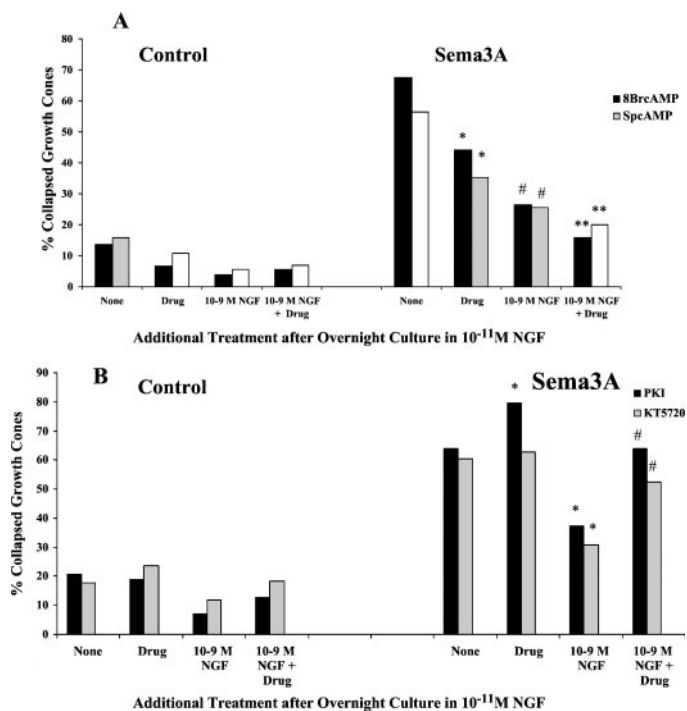 A
Control
Sema3A
% Collapsed Growth Cones
80
70
60
50
40
30
20
10
0
8BrcAMP
SpcAMP
* * # # ** **
None Drug 10-9 M NGF 10-9 M NGF + Drug None Drug 10-9 M NGF 10-9 M NGF + Drug
Additional Treatment after Overnight Culture in 10-11M NGF
B
Control
Sema3A
% Collapsed Growth Cones
90
80
70
60
50
40
30
20
10
0
PKI
KT5720
* * * # #
None Drug 10-9 M NGF 10-9 M NGF + Drug None Drug 10-9 M NGF 10-9 M NGF + Drug
Additional Treatment after Overnight Culture in 10-11M NGF